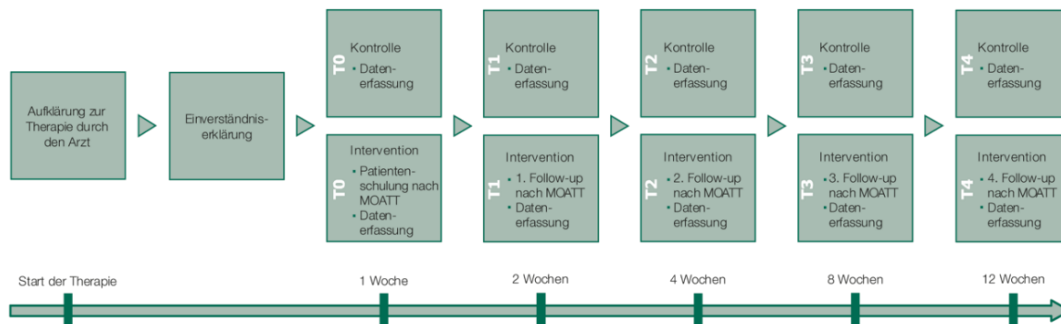 Aufklärung zur
Therapie durch
den Arzt
Einverständnis-
erklärung
T0
Kontrolle
• Daten-
erfassung
T0
Intervention
• Patienten-
schulung nach
MOATT
• Daten-
erfassung
T1
Kontrolle
• Daten-
erfassung
T1
Intervention
• 1. Follow-up
nach MOATT
• Daten-
erfassung
T2
Kontrolle
• Daten-
erfassung
T2
Intervention
• 2. Follow-up
nach MOATT
• Daten-
erfassung
T3
Kontrolle
• Daten-
erfassung
T3
Intervention
• 3. Follow-up
nach MOATT
• Daten-
erfassung
T4
Kontrolle
• Daten-
erfassung
T4
Intervention
• 4. Follow-up
nach MOATT
• Daten-
erfassung
Start der Therapie
1 Woche
2 Wochen
4 Wochen
8 Wochen
12 Wochen